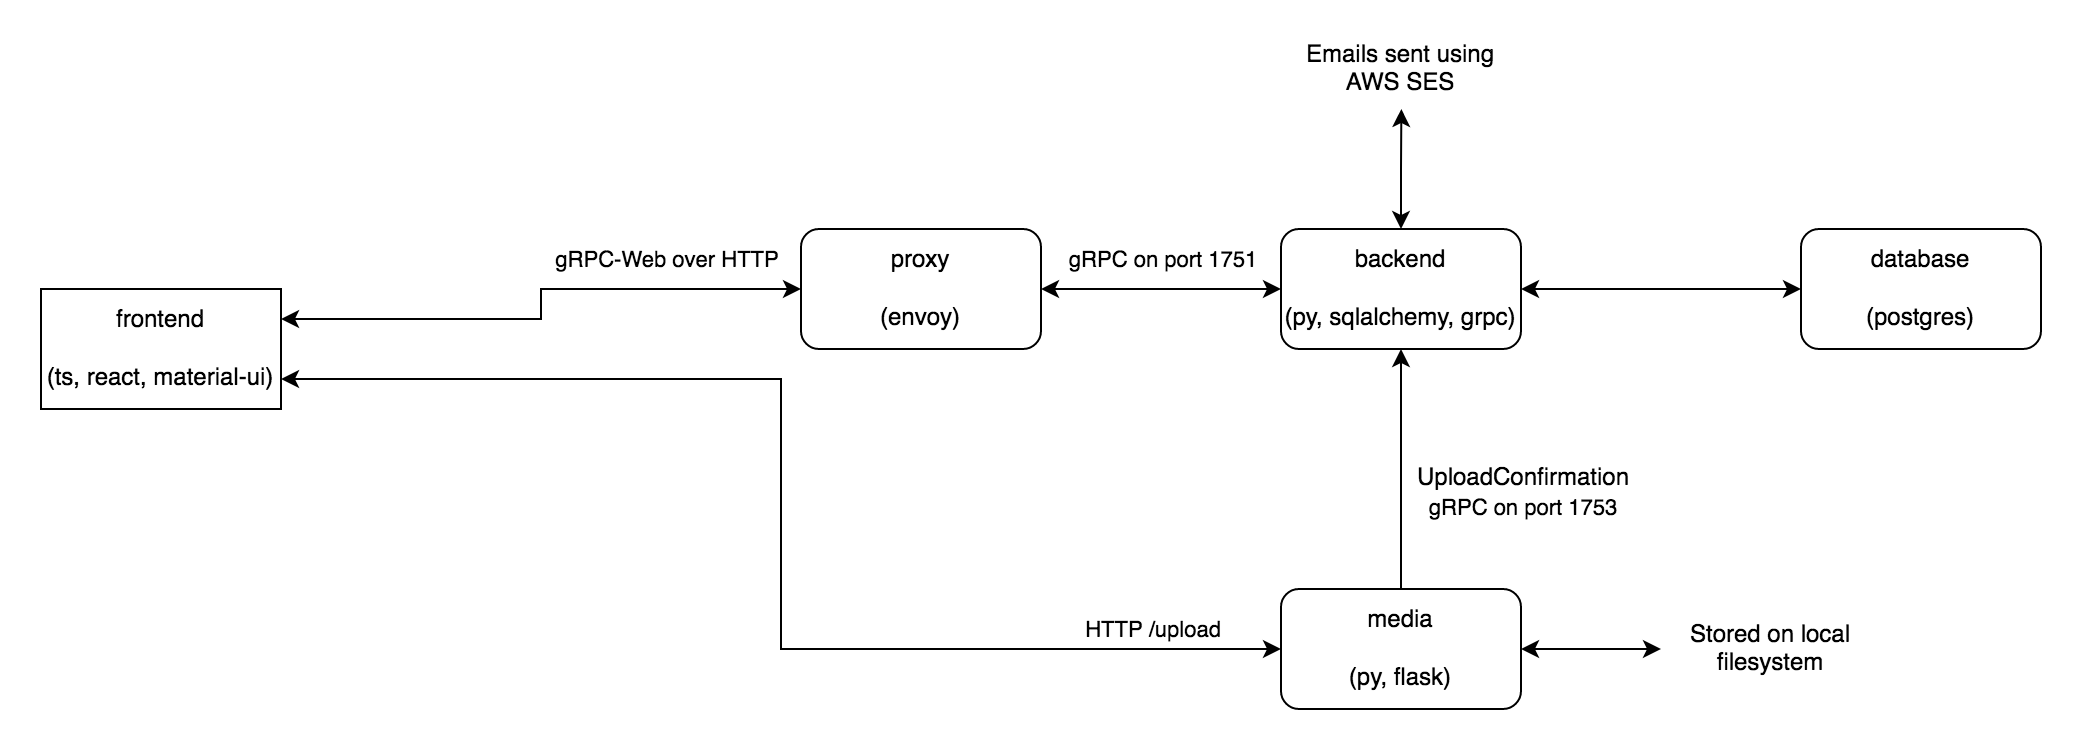 Emails sent using
AWS SES
gRPC-Web over HTTP
proxy
(envoy)
gRPC on port 1751
backend
(py, sqlalchemy, grpc)
database
(postgres)
frontend
(ts, react, material-ui)
UploadConfirmation
gRPC on port 1753
HTTP /upload
media
(py, flask)
Stored on local
filesystem